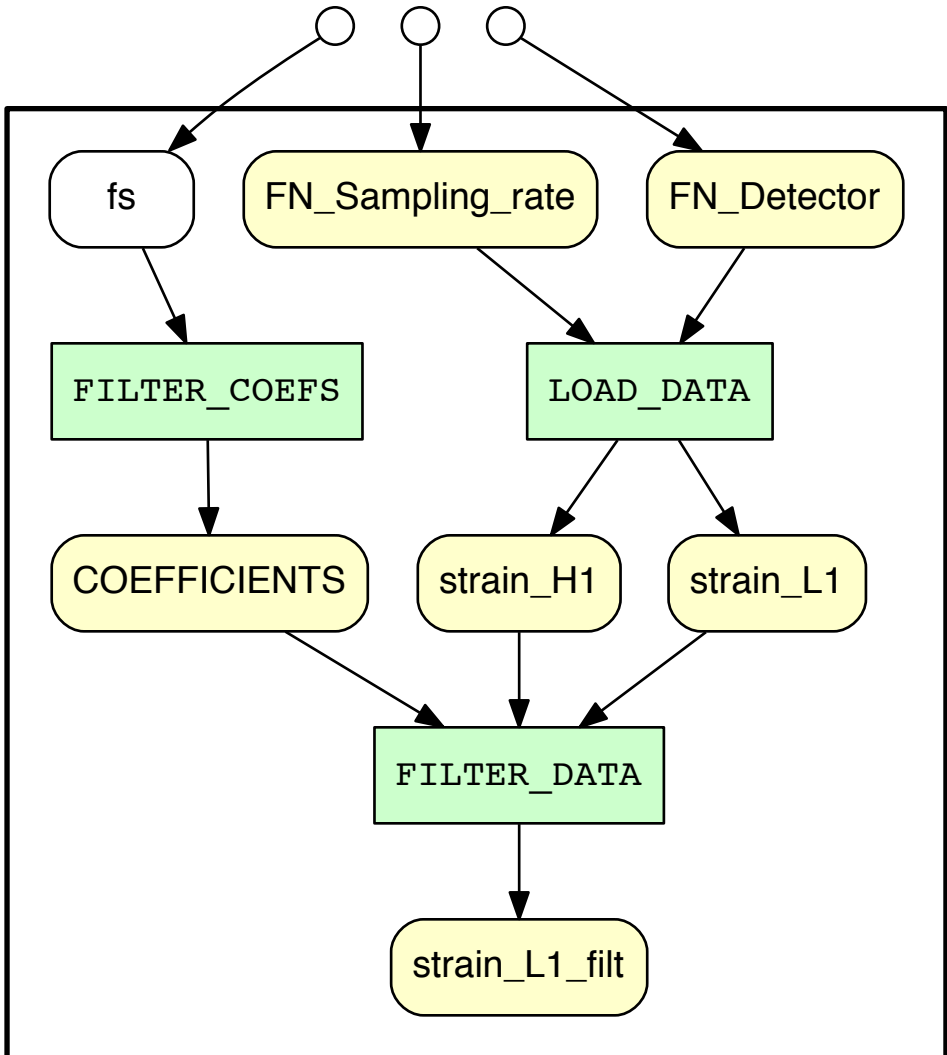 fs
FN_Sampling_rate
FN_Detector
FILTER_COEFS
LOAD_DATA
COEFFICIENTS
strain_H1
strain_L1
FILTER_DATA
strain_L1_filt